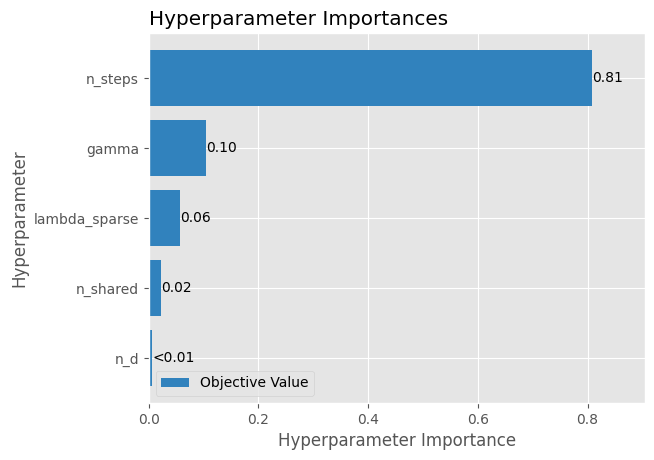 Hyperparameter Importances
n_steps
0.81
gamma
0.10
lambda_sparse
0.06
n_shared
0.02
n_d
<0.01
Objective Value
0.0 0.2 0.4 0.6 0.8
Hyperparameter Importance
Hyperparameter